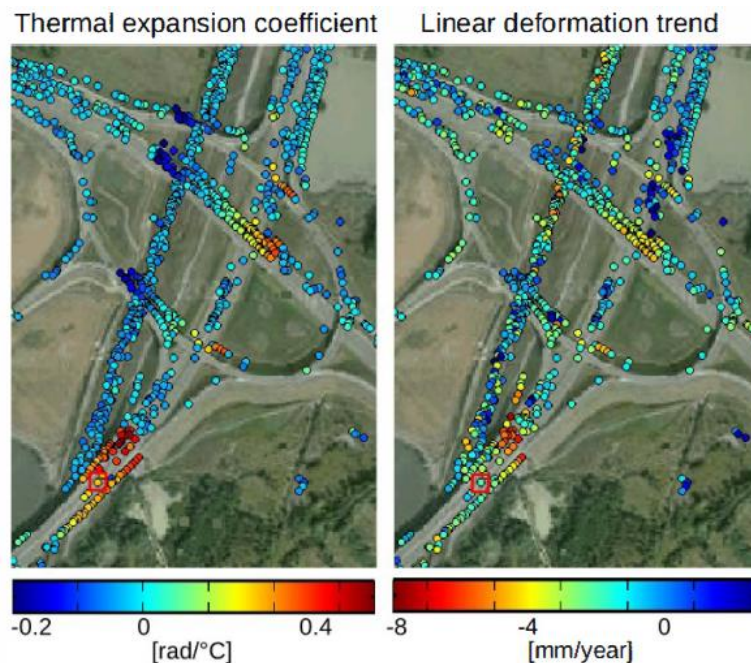 Thermal expansion coefficient Linear deformation trend
-0.2 0 0.4 -8 -4 0
[rad/°C] [mm/year]